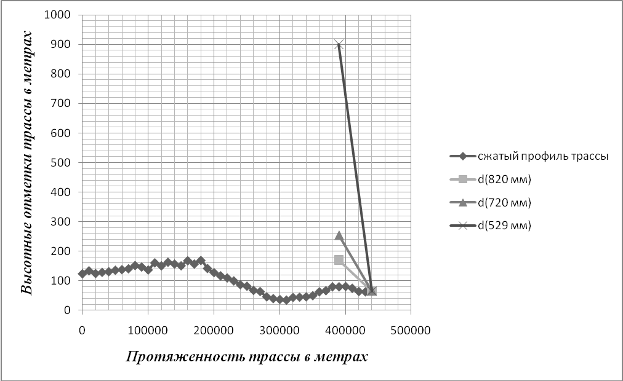 Высотные отметки трассы в метрах
1000
900
800
700
600
500
400
300
200
100
0
0 100000 200000 300000 400000 500000
Протяженность трассы в метрах
сжатый профиль трассы
d(820 мм)
d(720 мм)
d(529 мм)